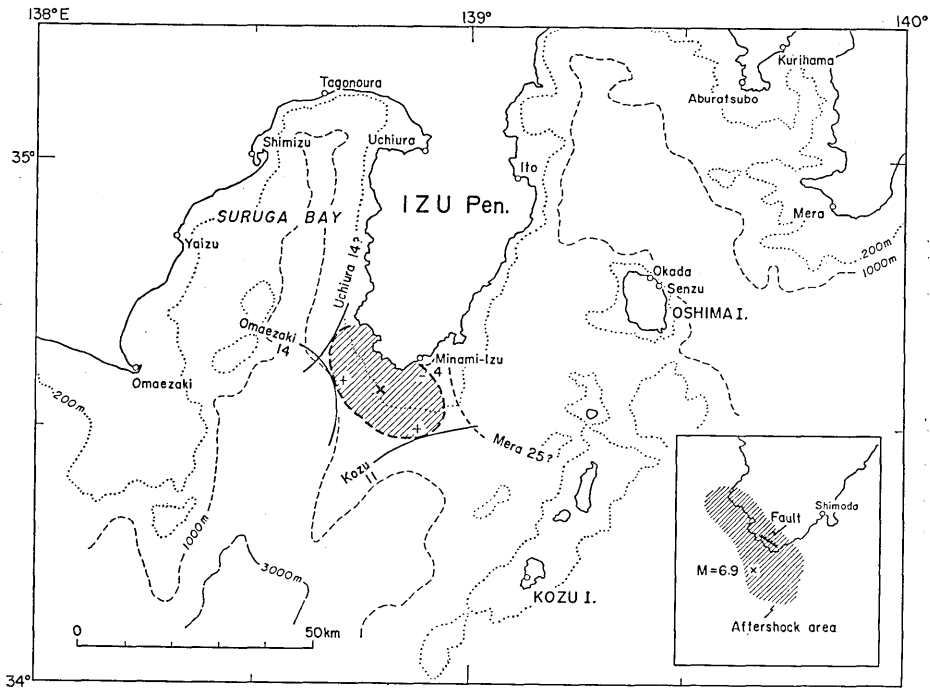 138°E
139°
140°
35°
34°
Tagonoura
Shimizu
Uchiura
Kurihama
Aburatsubo
Ito
IZU Pen.
SURUGA BAY
Mera
Yaizu
200m
1000m
Okada
Senzu
OSHIMA I.
Uchiura 14?
Omaezaki
14
Minami-Izu
4
Omaezaki
200m
Mera 25?
Kozu
11
1000m
3000m
KOZU I.
0
50km
Shimoda
Fault
M=6.9
Aftershock area